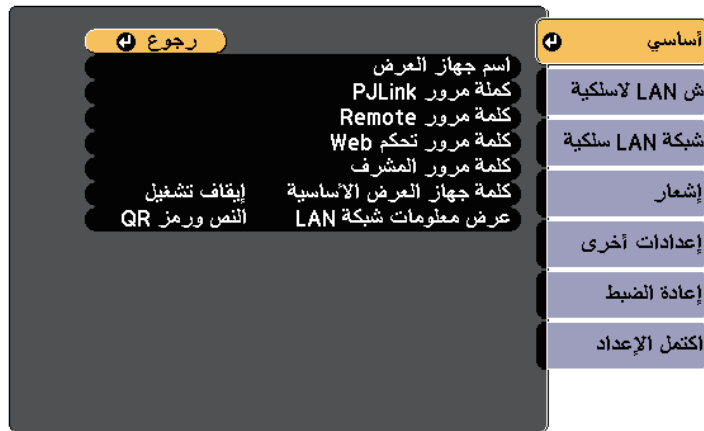 أساسي
ش LAN لاسلكية
شبكة LAN سلكية
إشعار
إعدادات أخرى
إعادة الضبط
اكتمل الإعداد
رجوع
اسم جهاز العرض
كملة مرور PJLink
كلمة مرور Remote
كلمة مرور تحكم Web
كلمة مرور المشرف
كلمة جهاز العرض الأساسية إيقاف تشغيل
عرض معلومات شبكة LAN النص ورمز QR